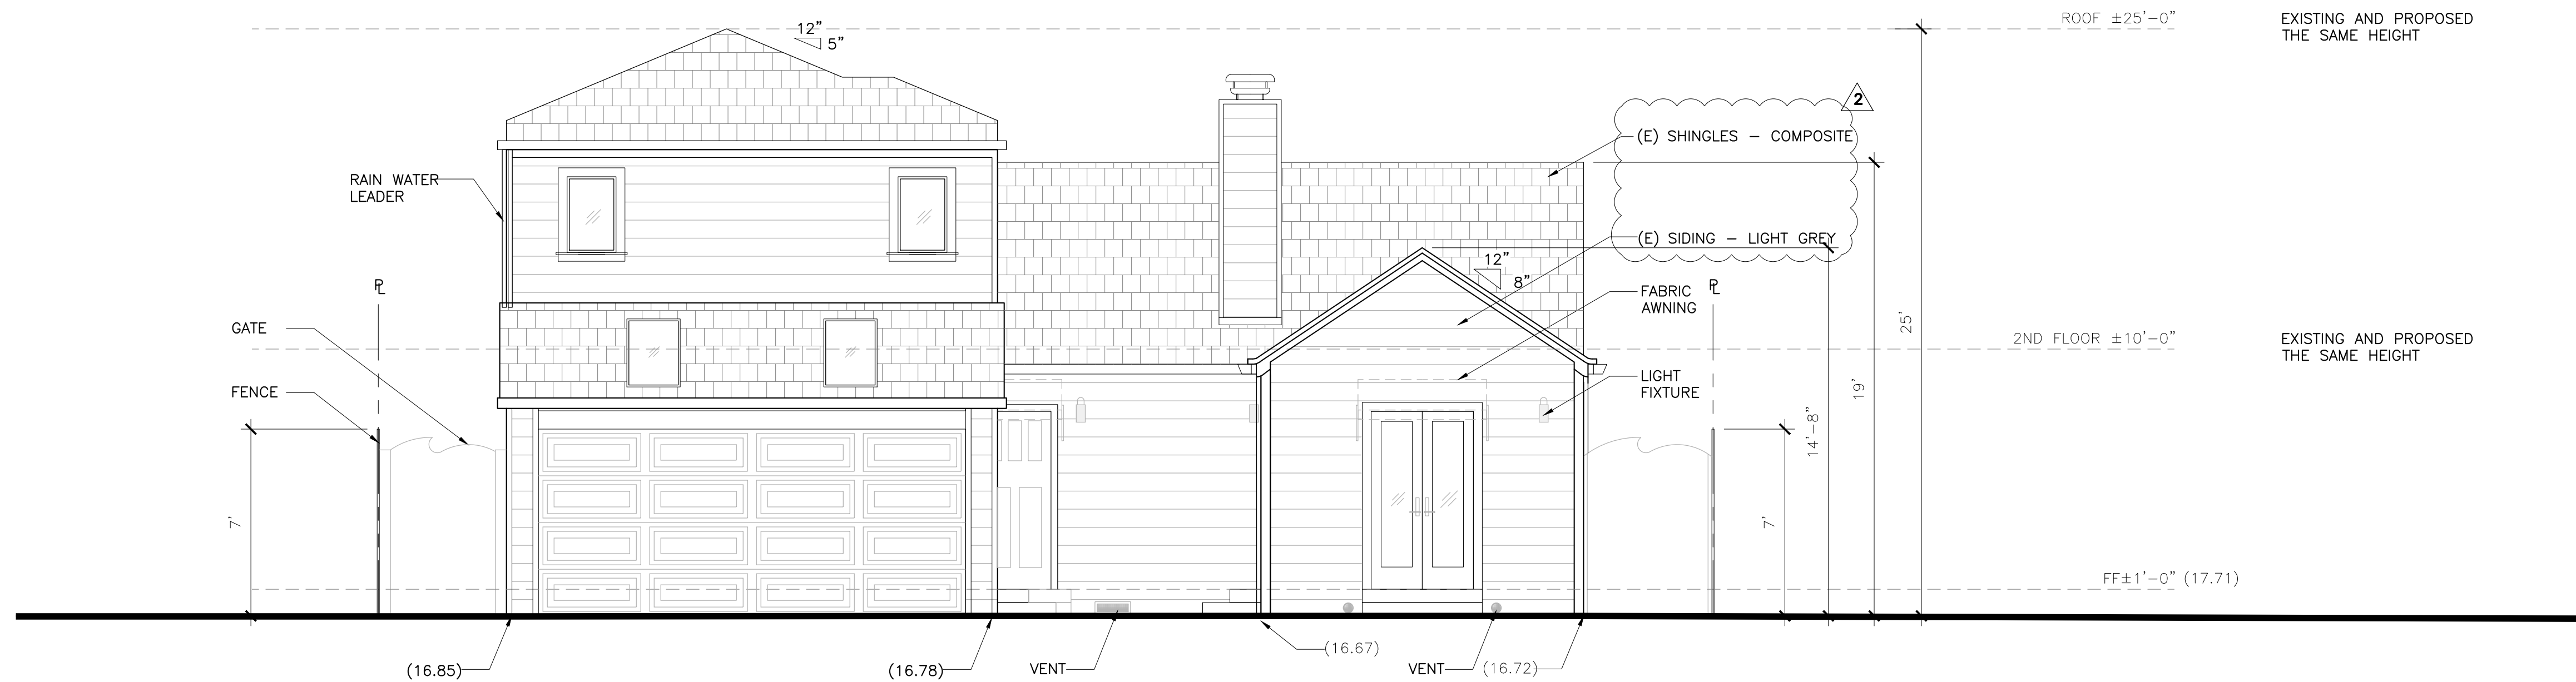 ROOF ±25'-0"
EXISTING AND PROPOSED
THE SAME HEIGHT
12"
5"
2
(E) SHINGLES - COMPOSITE
RAIN WATER
LEADER
(E) SIDING - LIGHT GREY
12"
8"
PL
PL
FABRIC
AWNING
GATE
25'
2ND FLOOR ±10'-0"
EXISTING AND PROPOSED
THE SAME HEIGHT
FENCE
LIGHT
FIXTURE
19'
14'-8"
7'
7'
FF±1'-0" (17.71)
(16.85)
(16.78)
VENT
(16.67)
VENT
(16.72)